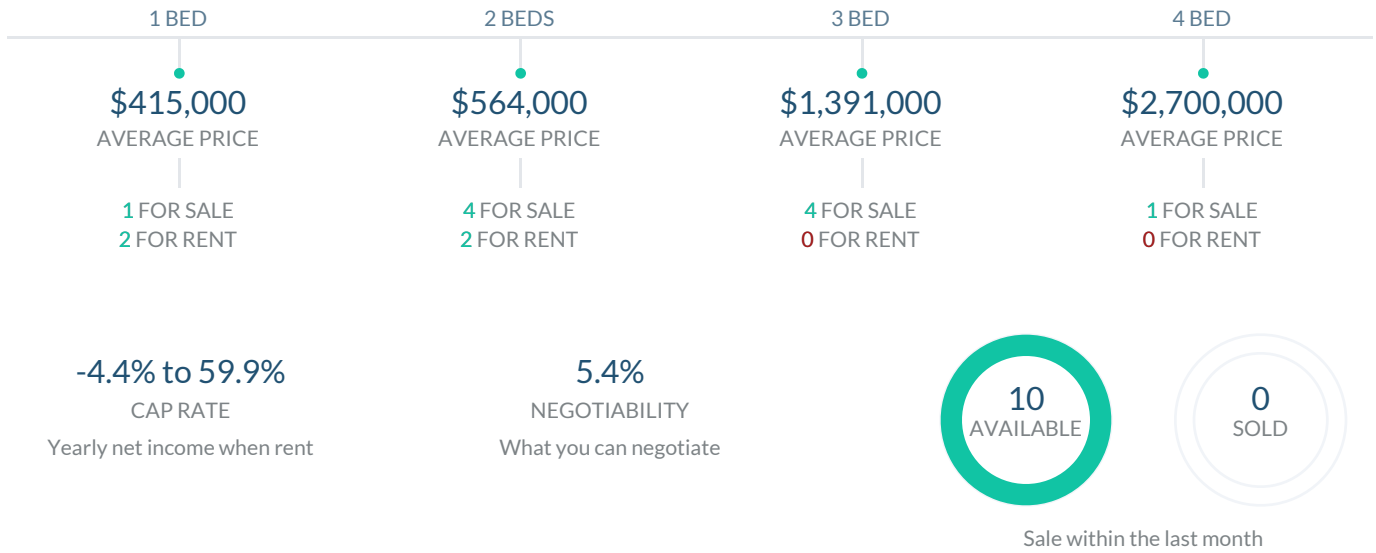 1 BED
2 BEDS
3 BED
4 BED
$415,000
$564,000
$1,391,000
$2,700,000
AVERAGE PRICE
AVERAGE PRICE
AVERAGE PRICE
AVERAGE PRICE
1 FOR SALE
4 FOR SALE
4 FOR SALE
1 FOR SALE
2 FOR RENT
2 FOR RENT
0 FOR RENT
0 FOR RENT
-4.4% to 59.9%
CAP RATE
Yearly net income when rent
5.4%
NEGOTIABILITY
What you can negotiate
10
AVAILABLE
0
SOLD
Sale within the last month